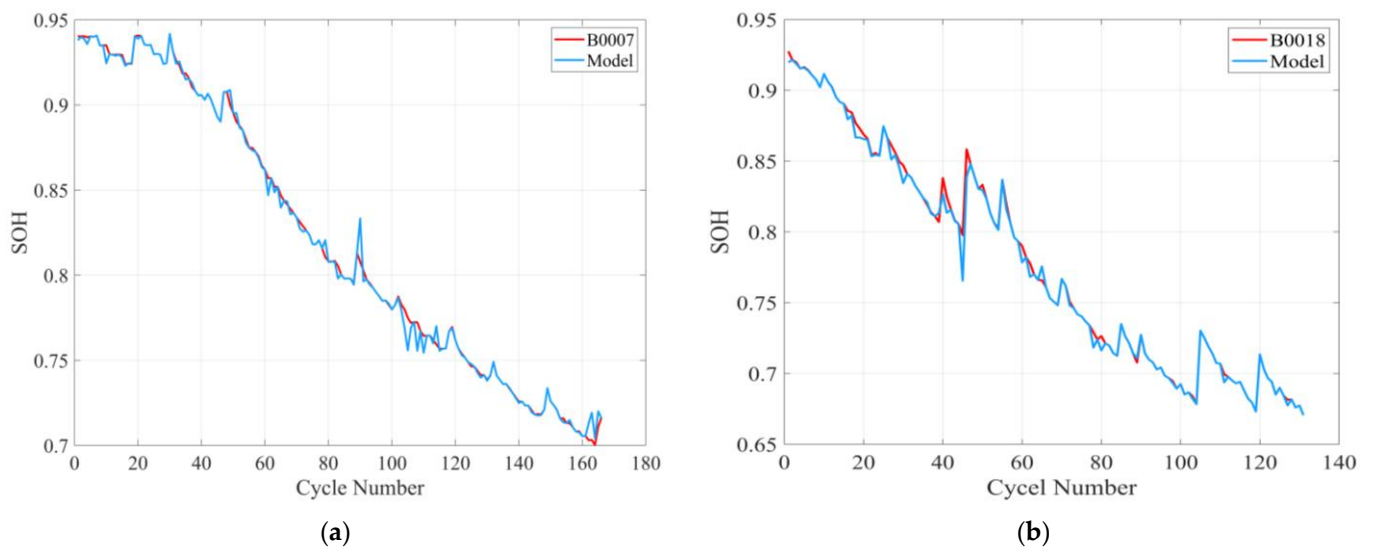 0.95
0.9
0.85
0.8
0.75
0.7
SOH
0 20 40 60 80 100 120 140 160 180
Cycle Number
B0007
Model
(a)
0.95
0.9
0.85
0.8
0.75
0.7
0.65
SOH
0 20 40 60 80 100 120 140
Cycel Number
B0018
Model
(b)